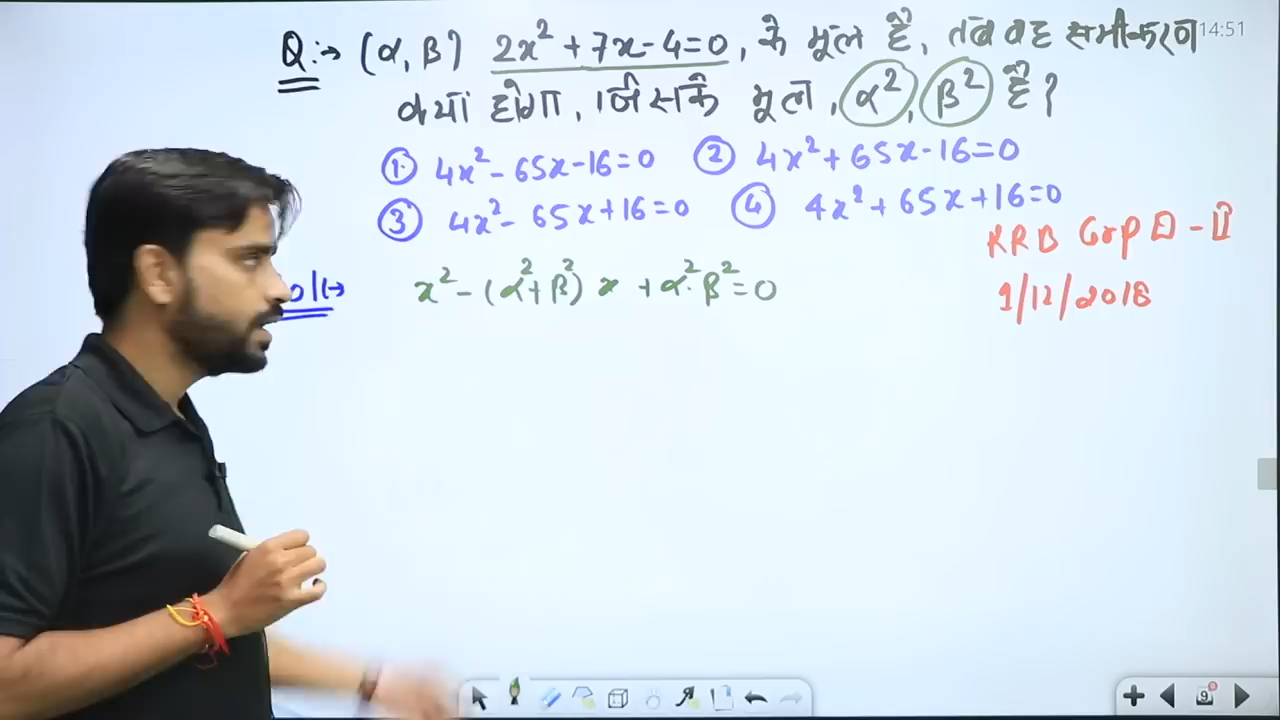 Q:→ (α, β) 2x² + 7x - 4 = 0, के मूल हैं, तब वह समीकरण
14:51
क्या होगा, जिसके मूल, α², β² हैं?
① 4x² - 65x - 16 = 0 ② 4x² + 65x - 16 = 0
③ 4x² - 65x + 16 = 0 ④ 4x² + 65x + 16 = 0
RRB Grp D - II
1/12/2018
x² - (α² + β²) x + α². β² = 0
9